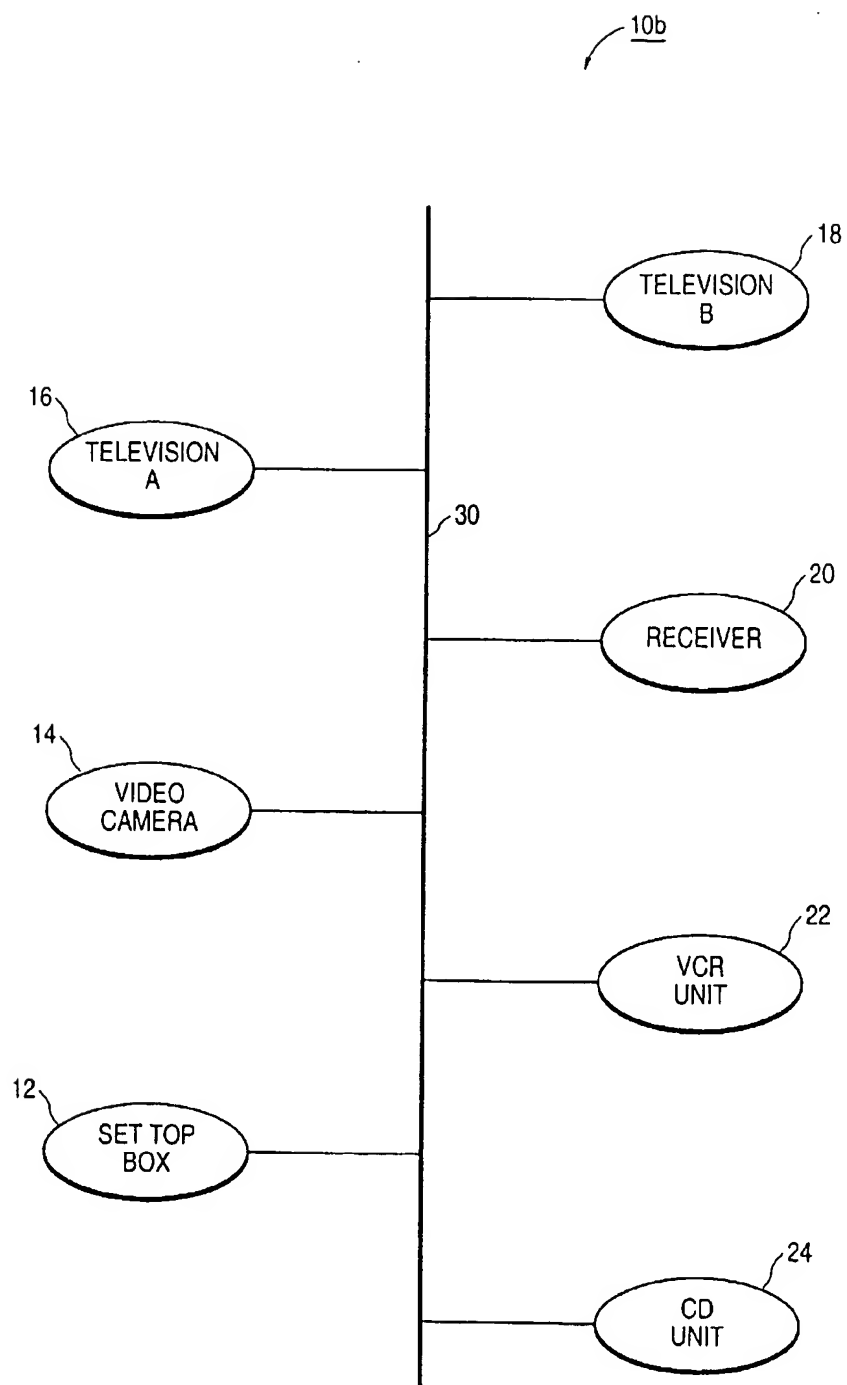 10b
18
TELEVISION
B
16
TELEVISION
A
30
20
RECEIVER
14
VIDEO
CAMERA
22
VCR
UNIT
12
SET TOP
BOX
24
CD
UNIT